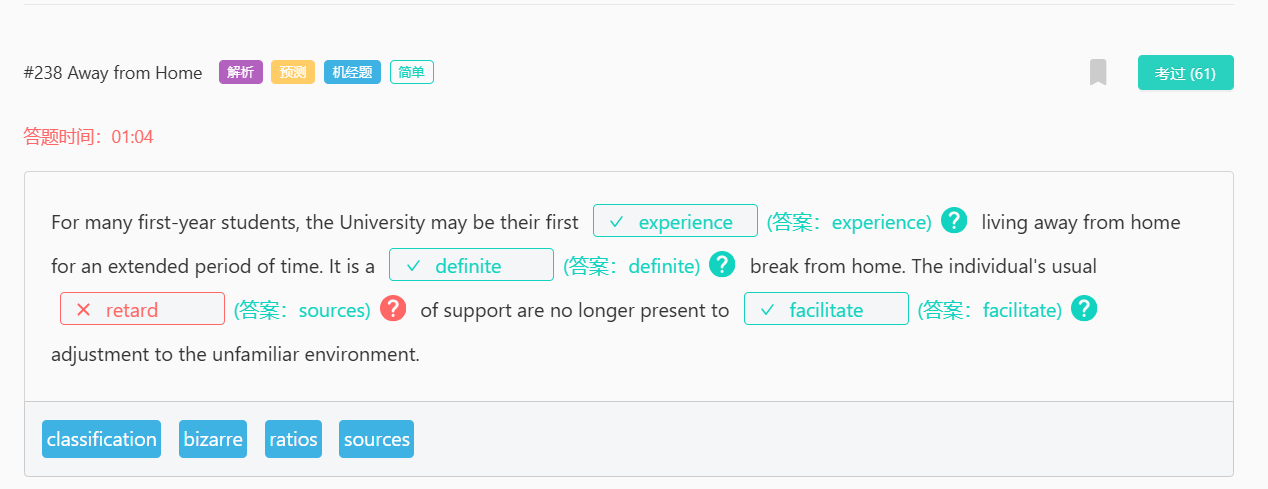 #238 Away from Home 解析 预测 机经题 简单 考过 (61)
答题时间：01:04
For many first-year students, the University may be their first experience (答案：experience) ? living away from home
for an extended period of time. It is a definite (答案：definite) ? break from home. The individual's usual
retard (答案：sources) ? of support are no longer present to facilitate (答案：facilitate) ?
adjustment to the unfamiliar environment.
classification bizarre ratios sources